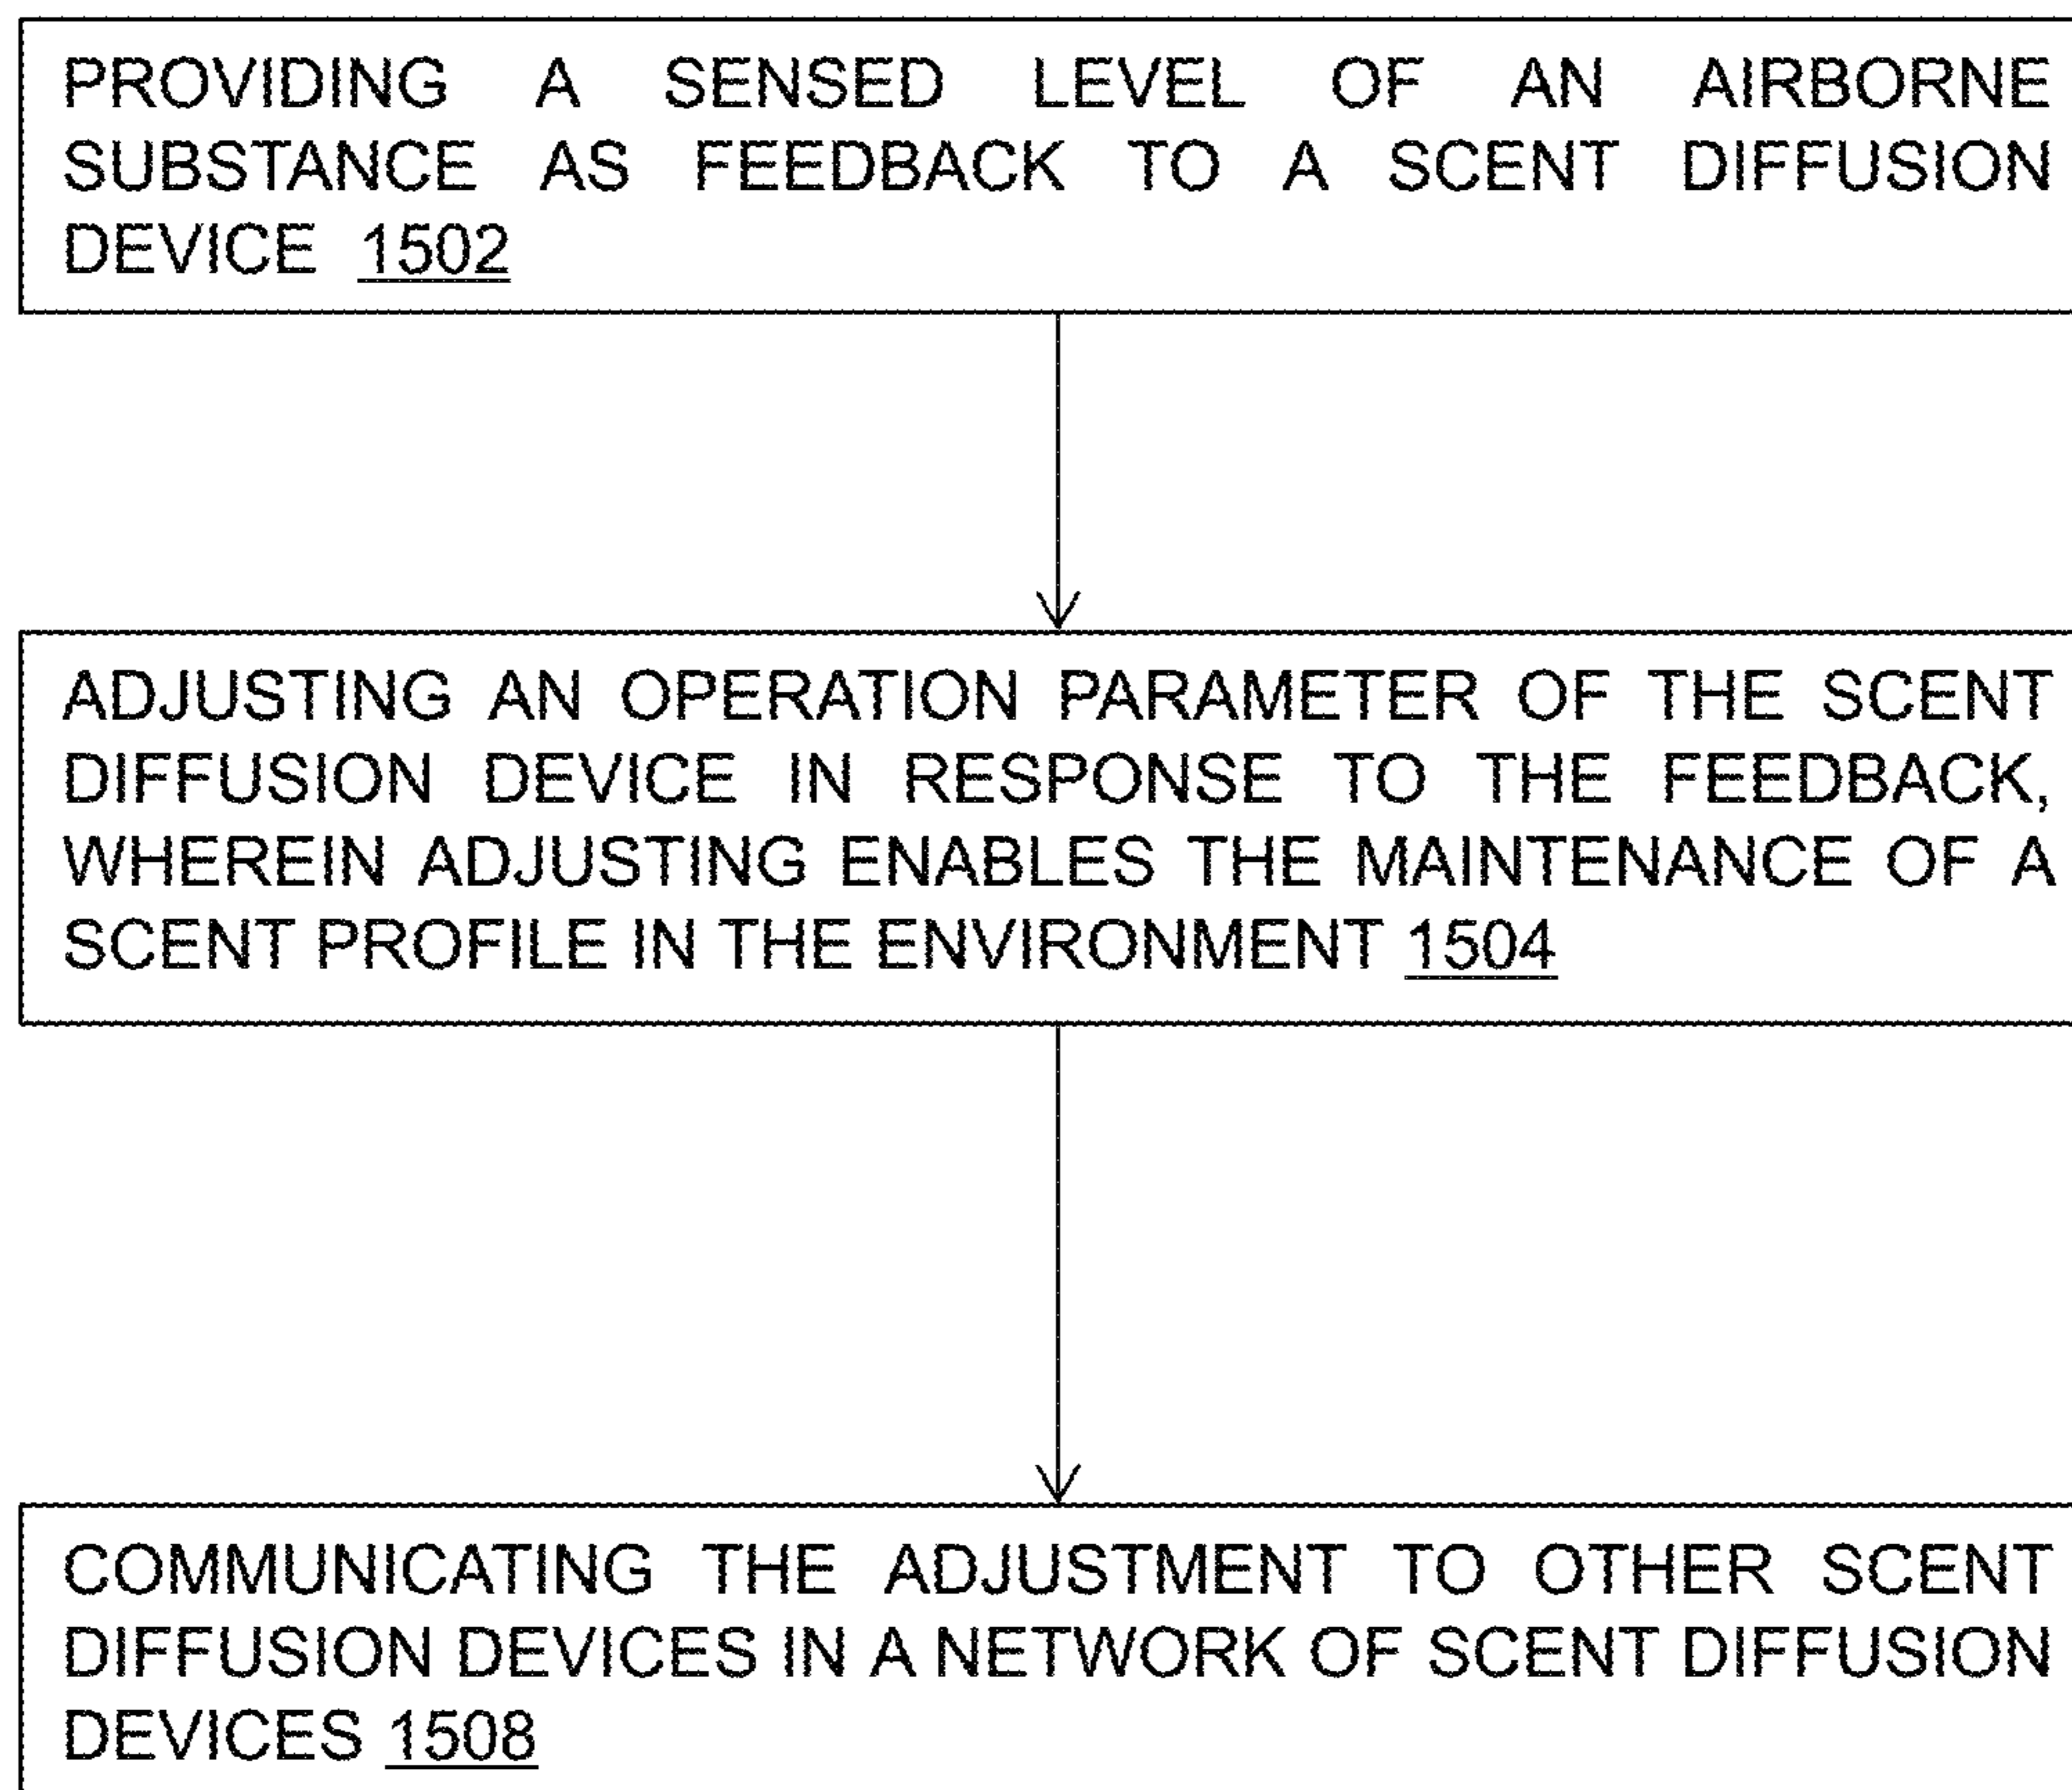 PROVIDING A SENSED LEVEL OF AN AIRBORNE
SUBSTANCE AS FEEDBACK TO A SCENT DIFFUSION
DEVICE 1502
ADJUSTING AN OPERATION PARAMETER OF THE SCENT
DIFFUSION DEVICE IN RESPONSE TO THE FEEDBACK,
WHEREIN ADJUSTING ENABLES THE MAINTENANCE OF A
SCENT PROFILE IN THE ENVIRONMENT 1504
COMMUNICATING THE ADJUSTMENT TO OTHER SCENT
DIFFUSION DEVICES IN A NETWORK OF SCENT DIFFUSION
DEVICES 1508